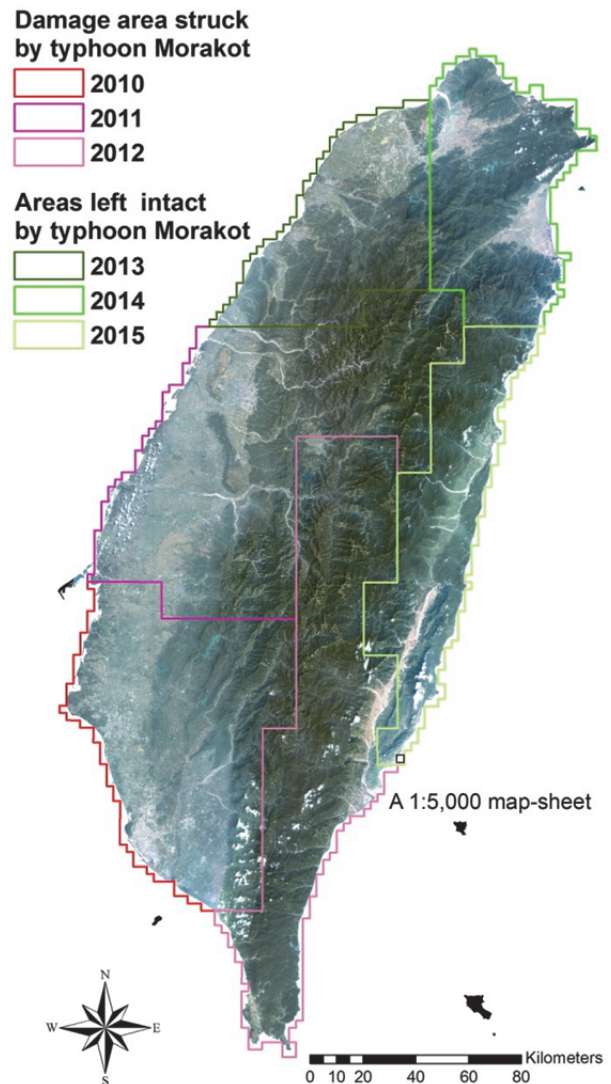 Damage area struck
by typhoon Morakot
2010
2011
2012
Areas left intact
by typhoon Morakot
2013
2014
2015
A 1:5,000 map-sheet
N
W
E
S
Kilometers
0 10 20 40 60 80